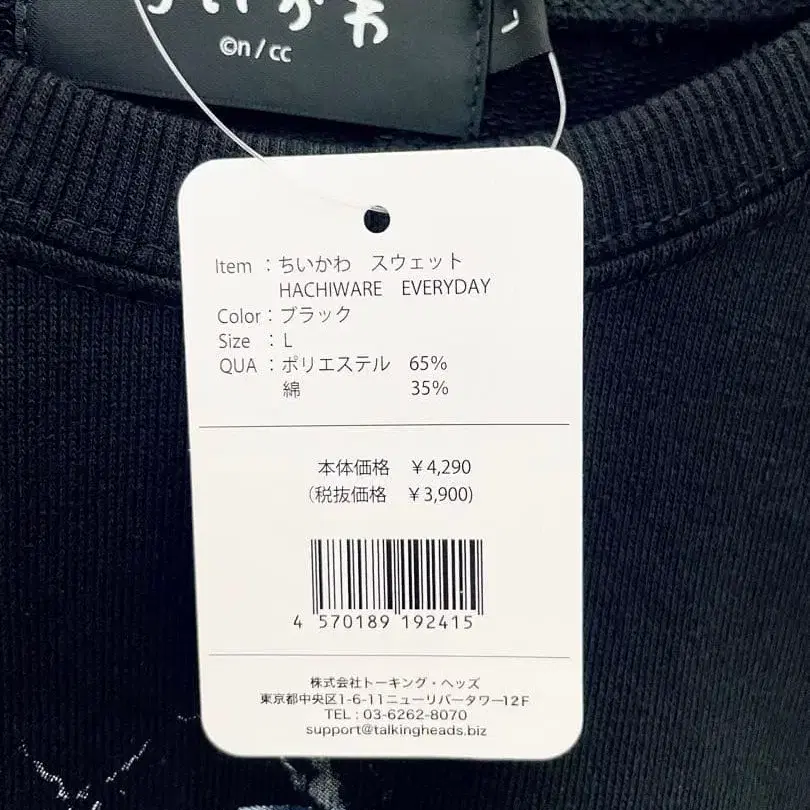 ちいかわ
©n / cc
L
Item ：ちいかわ　スウェット
HACHIWARE　EVERYDAY
Color：ブラック
Size ：L
QUA ：ポリエステル　65%
綿　35%
本体価格　￥4,290
（税抜価格　￥3,900)
4 570189 192415
株式会社トーキング・ヘッズ
東京都中央区1-6-11ニューリバータワー12F
TEL : 03-6262-8070
support@talkingheads.biz